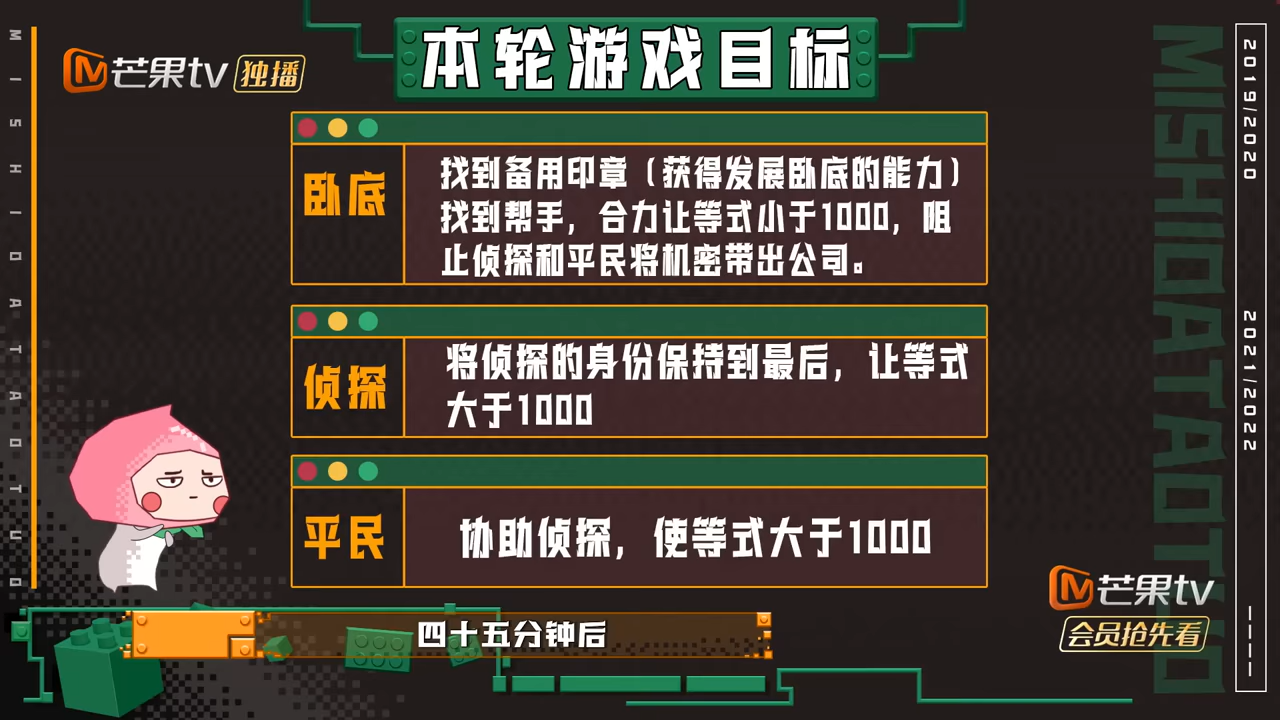 本轮游戏目标
芒果tv 独播
卧底
找到备用印章（获得发展卧底的能力）
找到帮手，合力让等式小于1000，阻
止侦探和平民将机密带出公司。
侦探
将侦探的身份保持到最后，让等式
大于1000
平民
协助侦探，使等式大于1000
四十五分钟后
芒果tv
会员抢先看
MISHIDATAOTUO
MISHIDATAOTUO
2019/2020
2021/2022